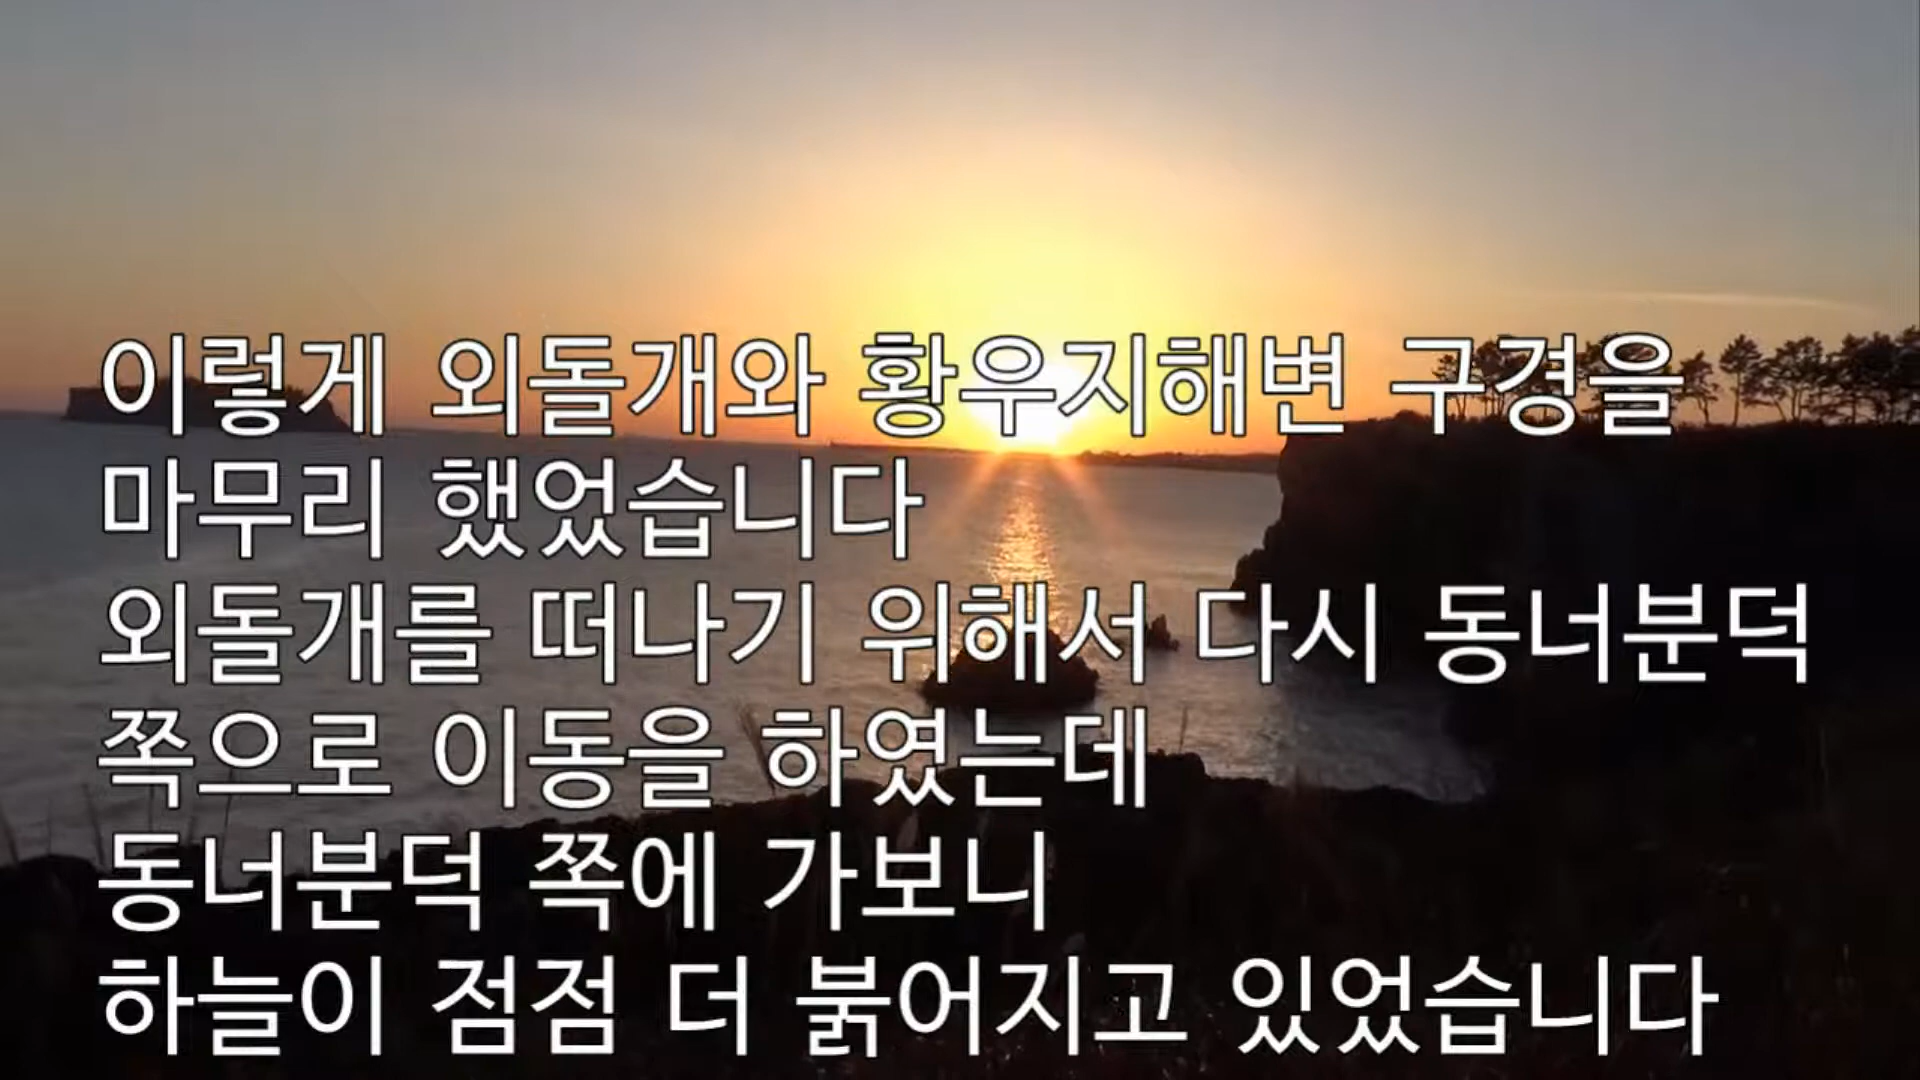 이렇게 외돌개와 황우지해변 구경을
마무리 했었습니다
외돌개를 떠나기 위해서 다시 동너분덕
쪽으로 이동을 하였는데
동너분덕 쪽에 가보니
하늘이 점점 더 붉어지고 있었습니다